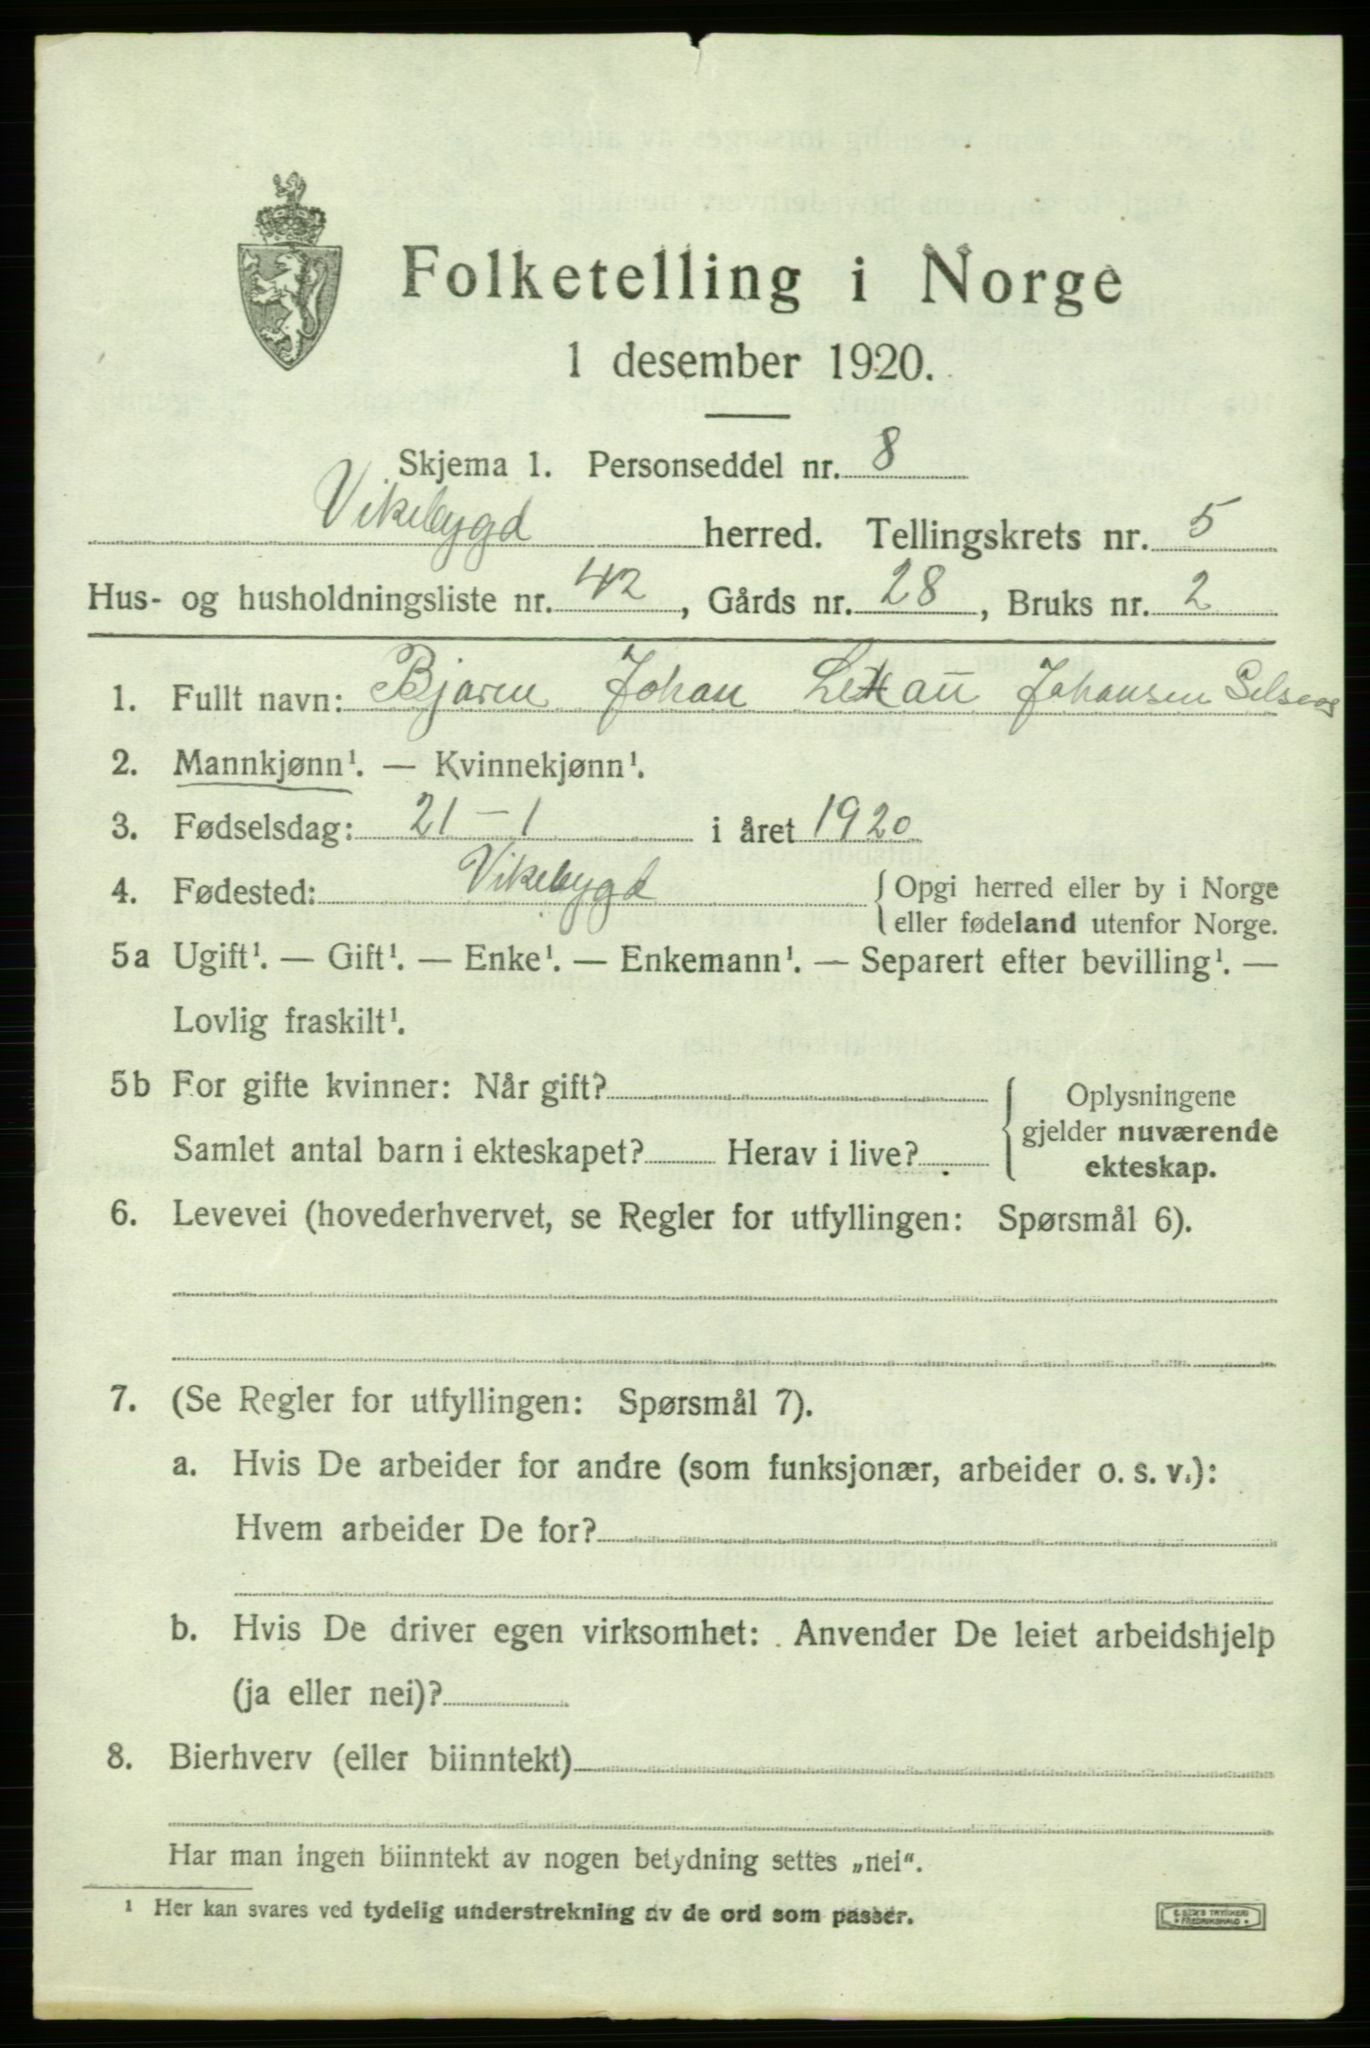 Folketelling i Norge
1 desember 1920.
Skjema 1. Personseddel nr. 8
Vikebygd herred. Tellingskrets nr. 5
Hus- og husholdningsliste nr. 42, Gårds nr. 28, Bruks nr. 2
1. Fullt navn: Bjarne Johan Johansen
2. Mannkjønn¹. — Kvinnekjønn¹.
3. Fødselsdag: 21 – 1 i året 1920
4. Fødested: Vikebygd { Opgi herred eller by i Norge
eller fødeland utenfor Norge.
5a Ugift¹. — Gift¹. — Enke¹. — Enkemann¹. — Separert efter bevilling¹. —
Lovlig fraskilt¹.
5b For gifte kvinner: Når gift?
Samlet antal barn i ekteskapet? Herav i live?
{ Oplysningene
gjelder nuværende
ekteskap.
6. Levevei (hovederhvervet, se Regler for utfyllingen: Spørsmål 6).
7. (Se Regler for utfyllingen: Spørsmål 7).
a. Hvis De arbeider for andre (som funksjonær, arbeider o. s. v.):
Hvem arbeider De for?
b. Hvis De driver egen virksomhet: Anvender De leiet arbeidshjelp
(ja eller nei)?
8. Bierhverv (eller biinntekt)
Har man ingen biinntekt av nogen betydning settes „nei“.
¹ Her kan svares ved tydelig understrekning av de ord som passer.